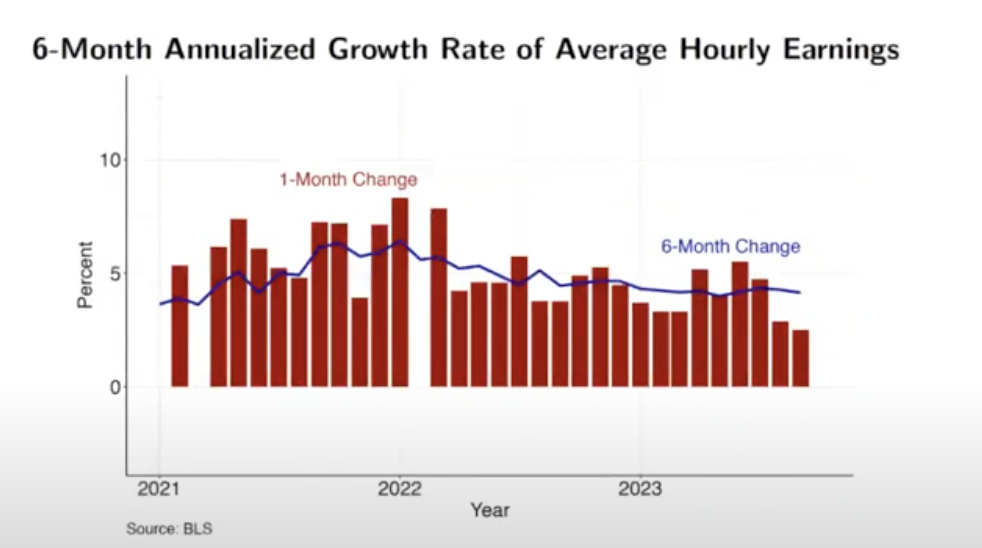 6-Month Annualized Growth Rate of Average Hourly Earnings
10
1-Month Change
6-Month Change
Percent
5
0
2021
2022
2023
Year
Source: BLS